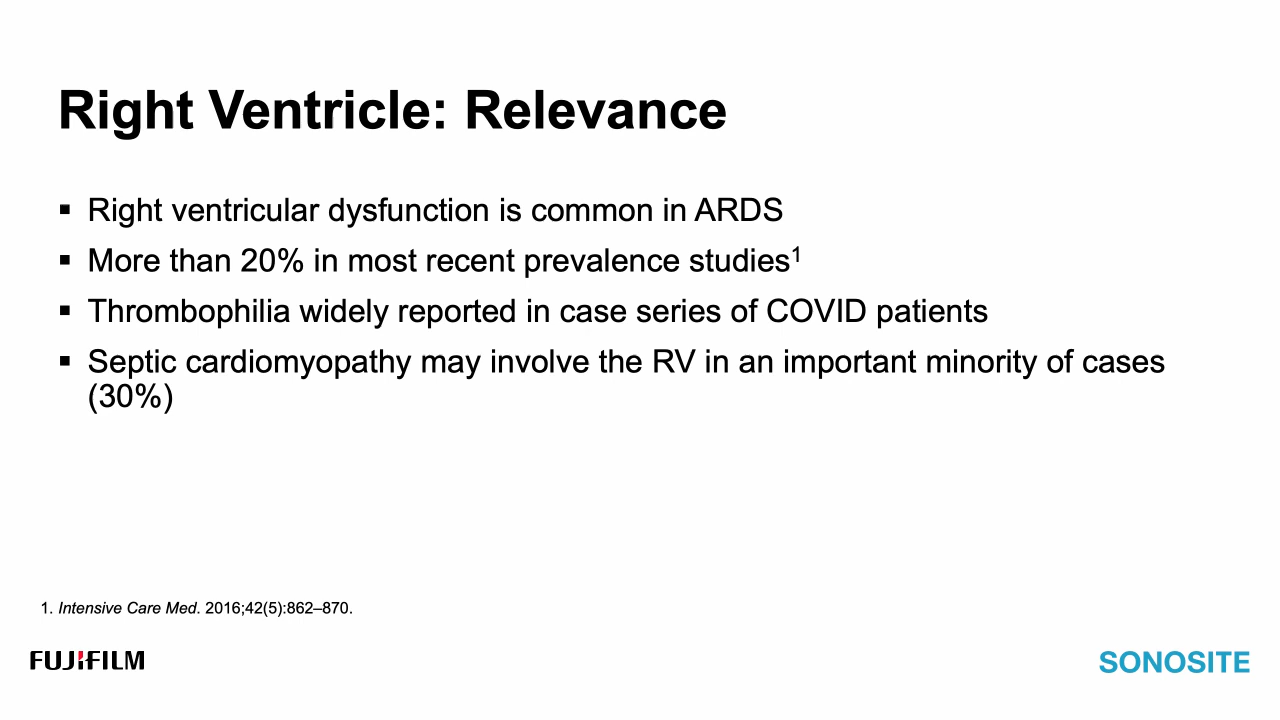 Right Ventricle: Relevance
▪ Right ventricular dysfunction is common in ARDS
▪ More than 20% in most recent prevalence studies¹
▪ Thrombophilia widely reported in case series of COVID patients
▪ Septic cardiomyopathy may involve the RV in an important minority of cases
(30%)
1. Intensive Care Med. 2016;42(5):862–870.
FUJIFILM
SONOSITE